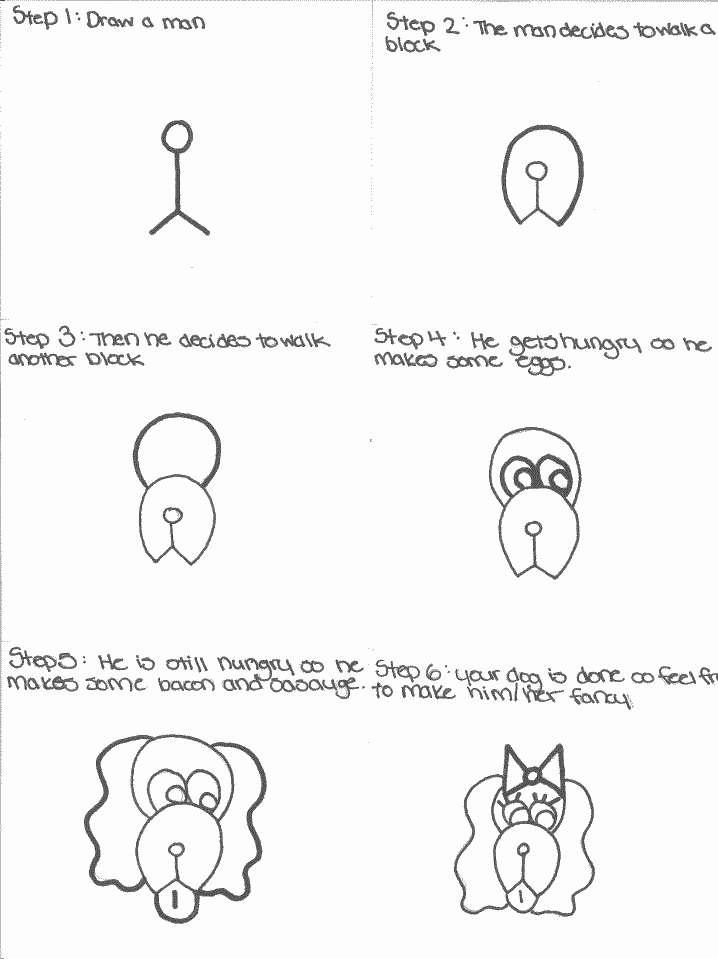 Step 1: Draw a man
Step 2: The man decides to walk a
block
Step 3: Then he decides to walk
another block
Step 4: He gets hungry so he
makes some eggs.
Step 5: He is still hungry so he
makes some bacon and sasauge.
Step 6: your dog is done so feel fr
to make him/her fancy